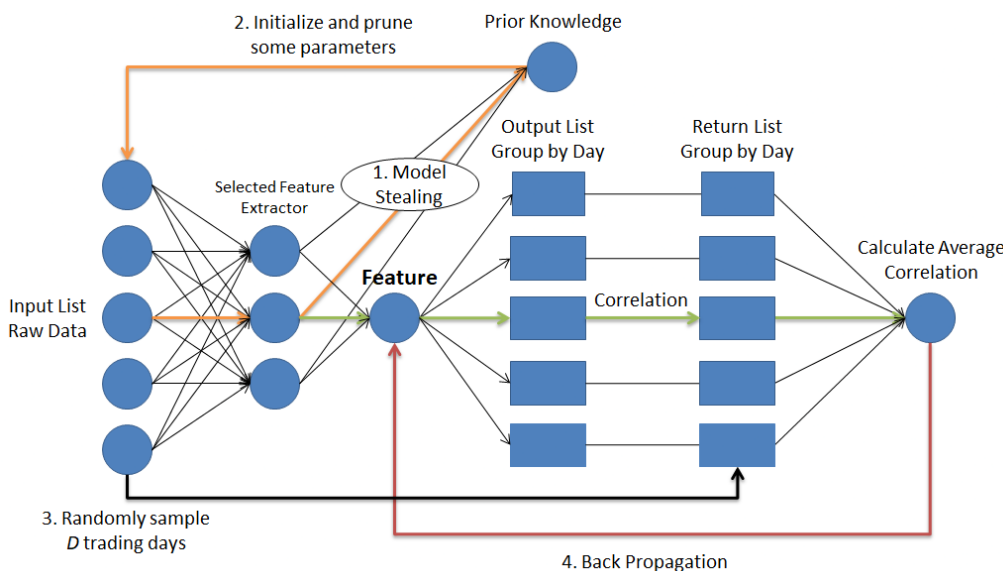 2. Initialize and prune
some parameters
Prior Knowledge
Output List
Group by Day
Return List
Group by Day
1. Model
Stealing
Selected Feature
Extractor
Feature
Calculate Average
Correlation
Input List
Raw Data
Correlation
3. Randomly sample
D trading days
4. Back Propagation